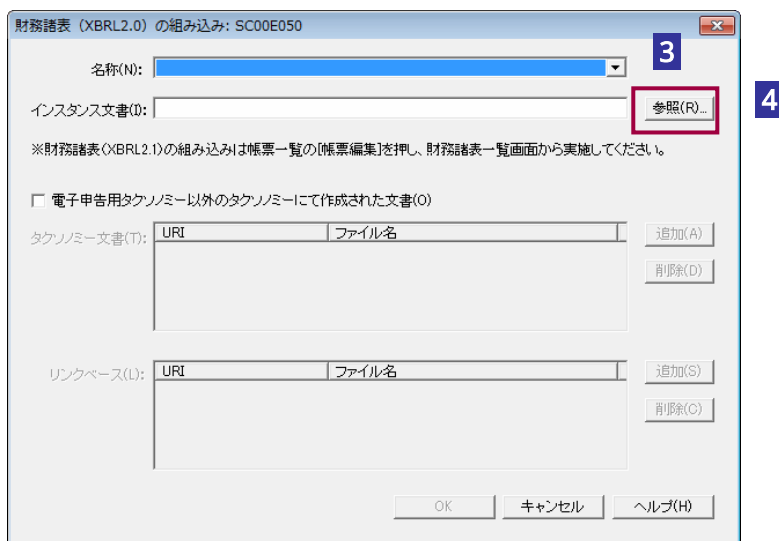 財務諸表（XBRL2.0）の組み込み: SC00E050
3
名称(N):
インスタンス文書(I):
参照(R)...
4
※財務諸表(XBRL2.1)の組み込みは帳票一覧の[帳票編集]を押し、財務諸表一覧画面から実施してください。
電子申告用タクソノミー以外のタクソノミーにて作成された文書(O)
タクソノミー文書(T):
URI
ファイル名
追加(A)
削除(D)
リンクベース(L):
URI
ファイル名
追加(S)
削除(C)
OK
キャンセル
ヘルプ(H)